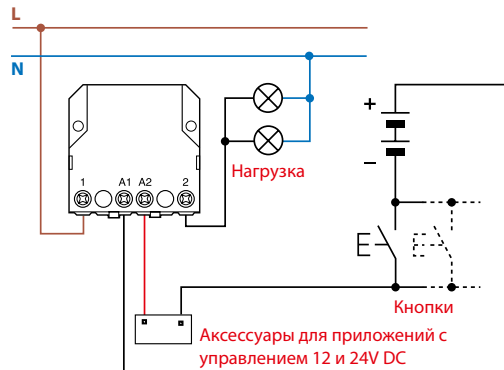 L
N
1
A1
A2
2
Нагрузка
+
–
Кнопки
Аксессуары для приложений с
управлением 12 и 24V DC